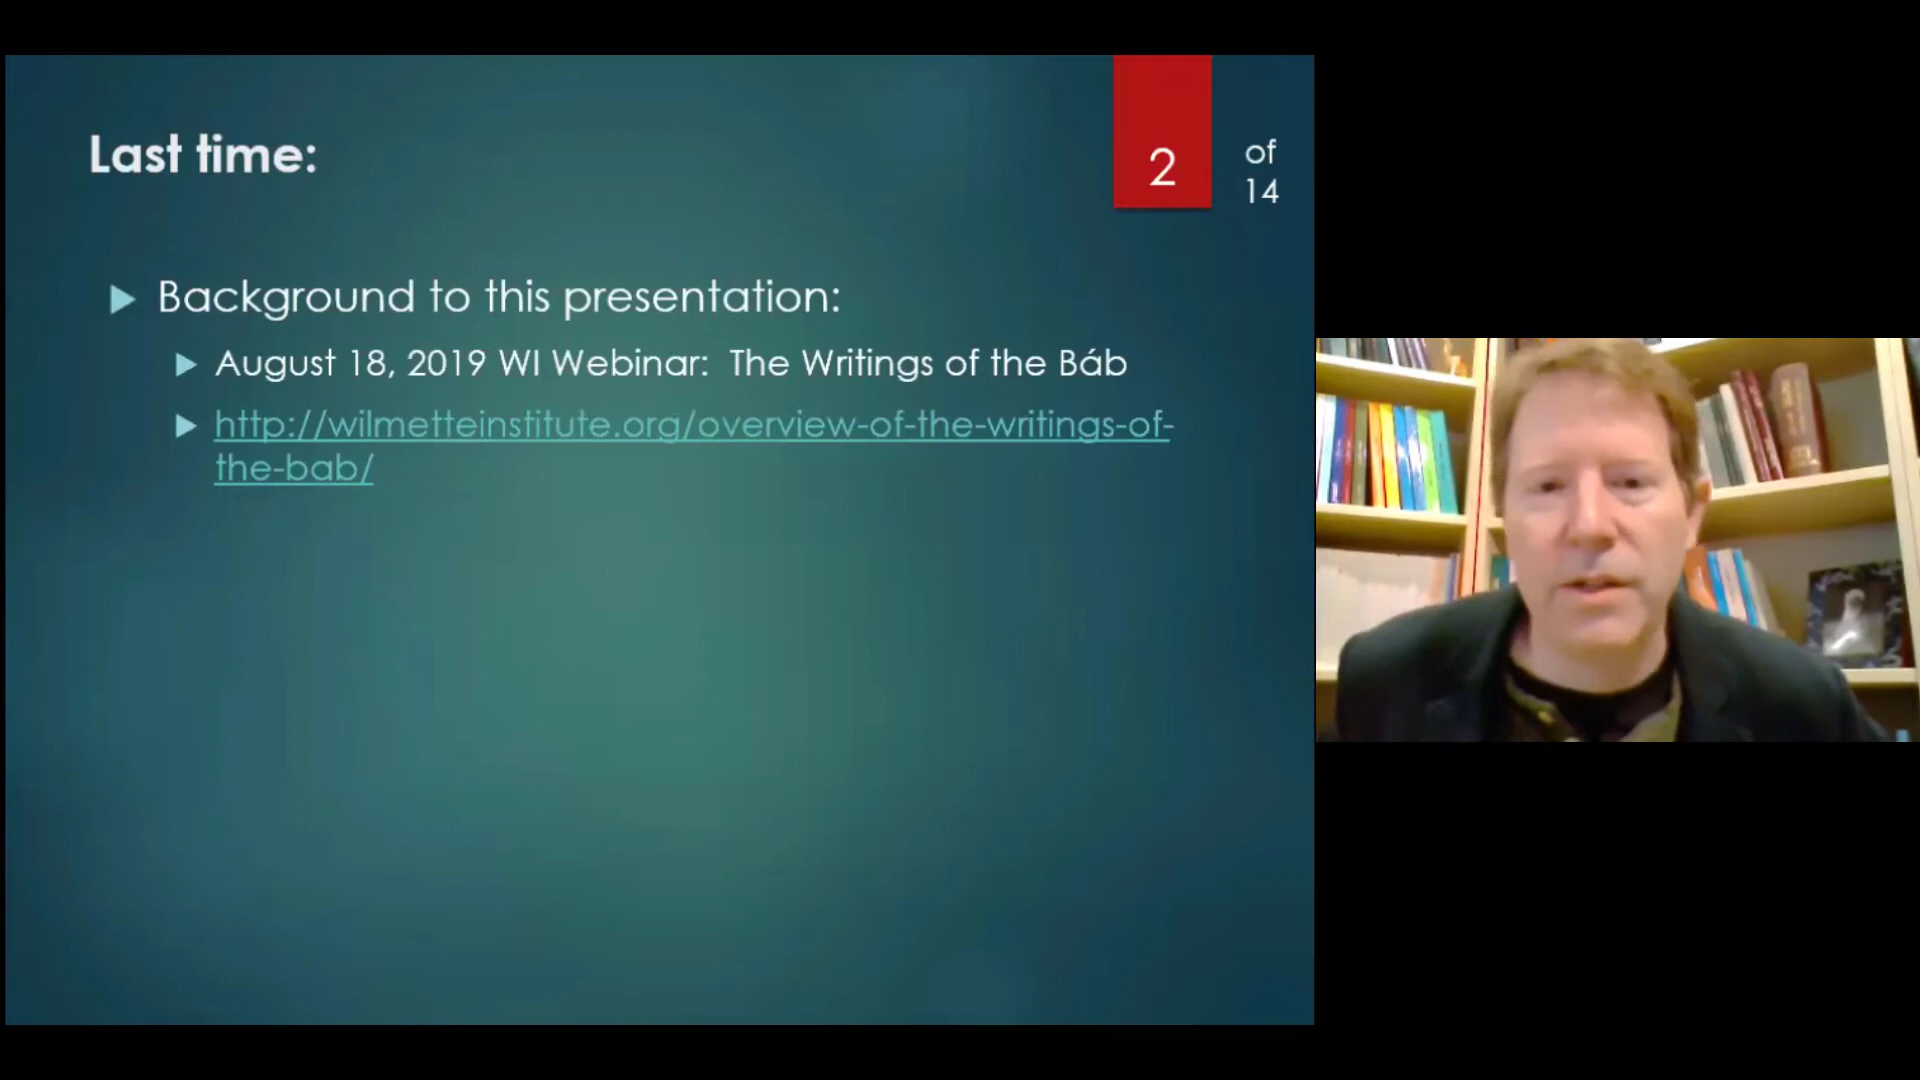 Last time:
2
of
14
Background to this presentation:
August 18, 2019 WI Webinar: The Writings of the Báb
http://wilmetteinstitute.org/overview-of-the-writings-of-
the-bab/